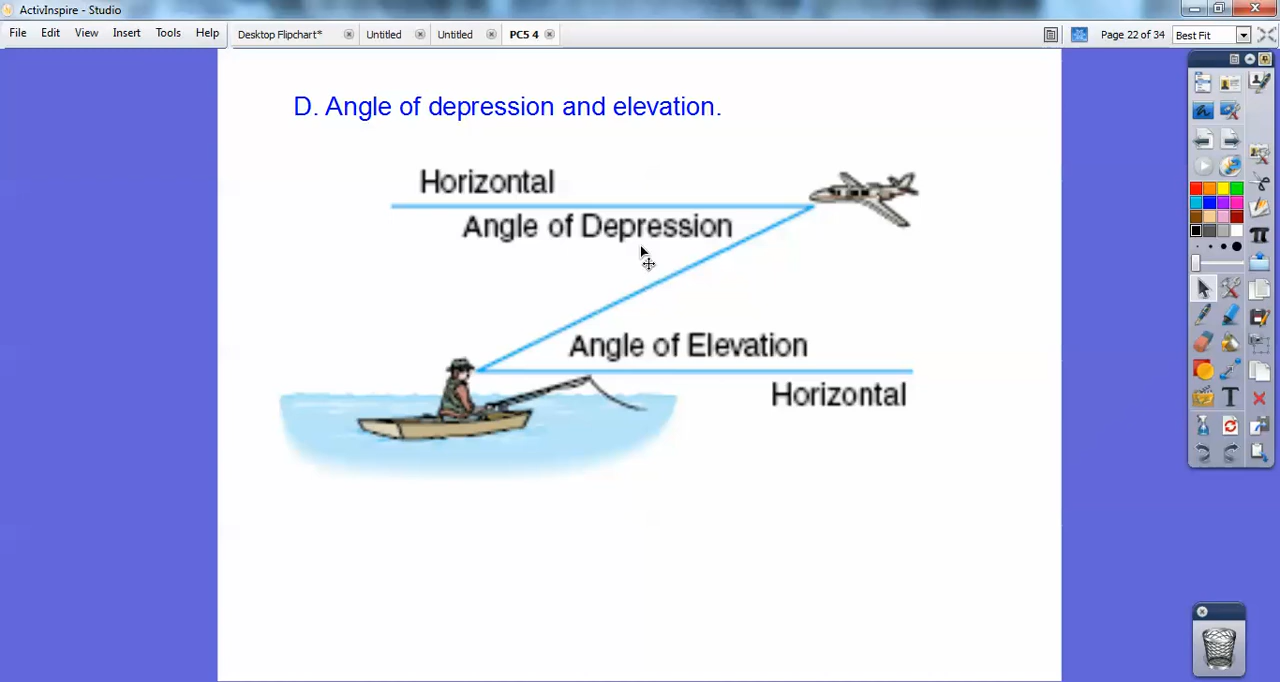 ActivInspire - Studio
File Edit View Insert Tools Help
Desktop Flipchart* Untitled Untitled PC5 4
Page 22 of 34 Best Fit
D. Angle of depression and elevation.
Horizontal
Angle of Depression
Angle of Elevation
Horizontal